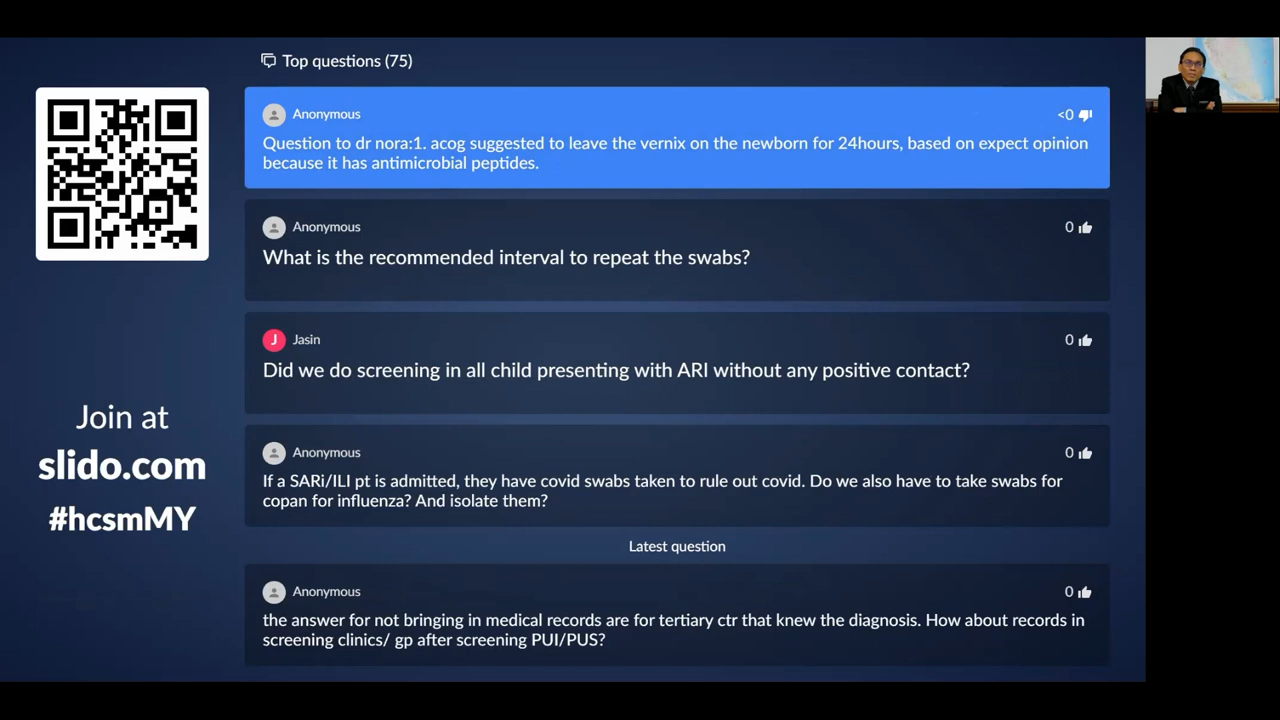 Top questions (75)
Anonymous
<0
Question to dr nora:1. acog suggested to leave the vernix on the newborn for 24hours, based on expect opinion
because it has antimicrobial peptides.
Anonymous
0
What is the recommended interval to repeat the swabs?
J
Jasin
0
Did we do screening in all child presenting with ARI without any positive contact?
Anonymous
0
If a SARi/ILI pt is admitted, they have covid swabs taken to rule out covid. Do we also have to take swabs for
copan for influenza? And isolate them?
Latest question
Anonymous
0
the answer for not bringing in medical records are for tertiary ctr that knew the diagnosis. How about records in
screening clinics/ gp after screening PUI/PUS?
Join at
slido.com
#hcsmMY